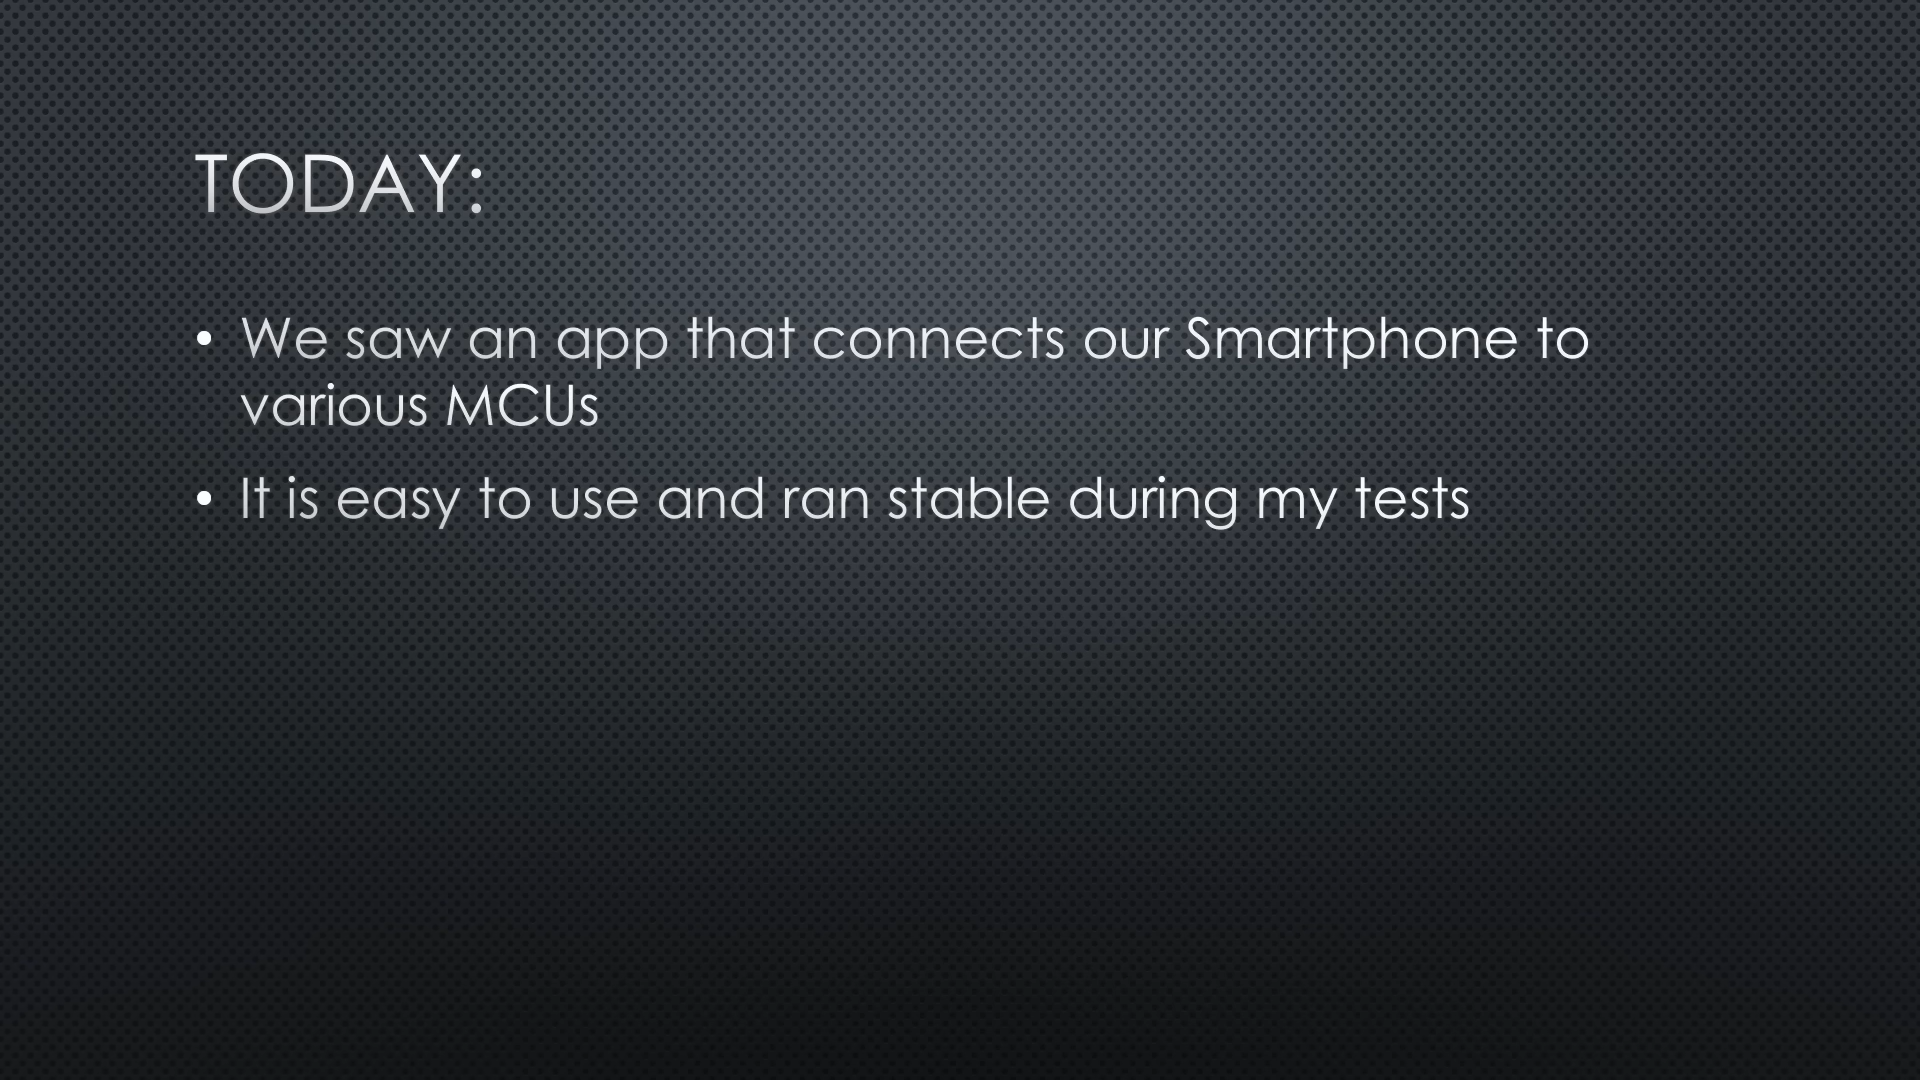 TODAY:
• We saw an app that connects our Smartphone to
various MCUs
• It is easy to use and ran stable during my tests